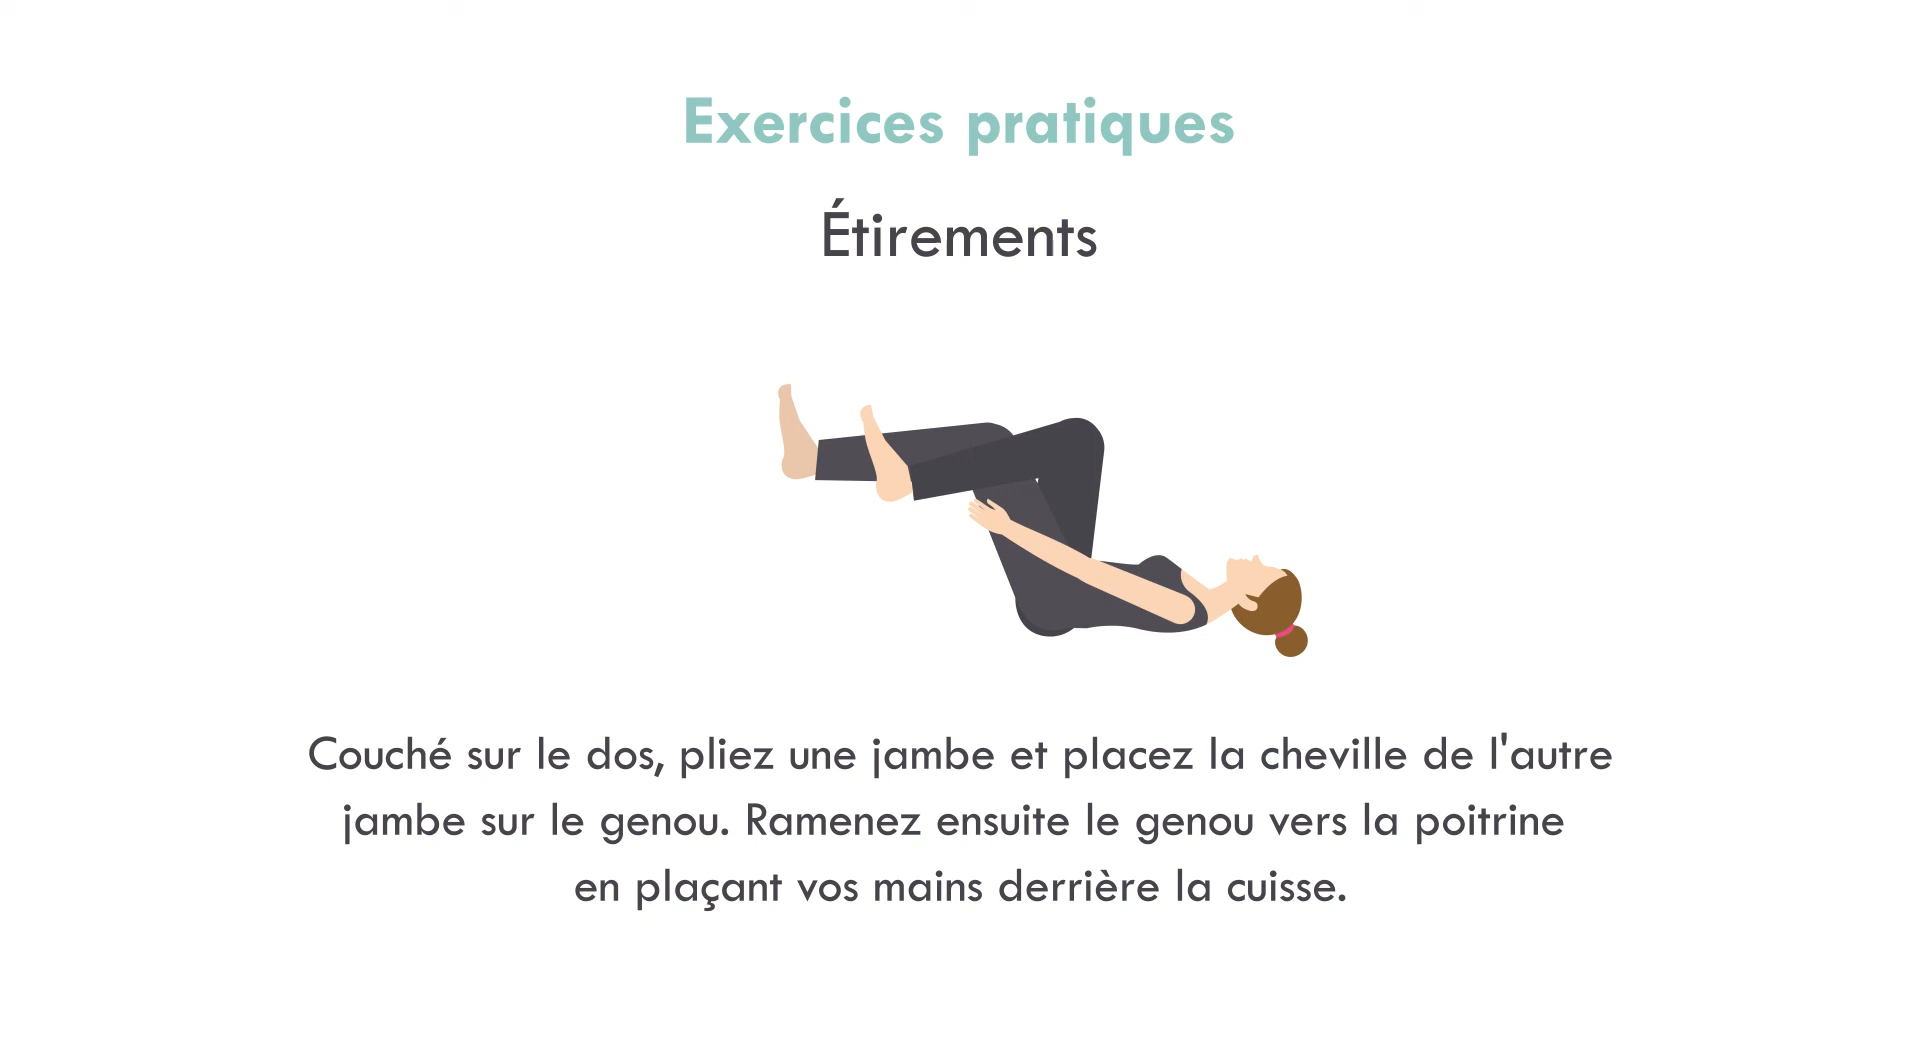 Exercices pratiques
Étirements
Couché sur le dos, pliez une jambe et placez la cheville de l'autre
jambe sur le genou. Ramenez ensuite le genou vers la poitrine
en plaçant vos mains derrière la cuisse.